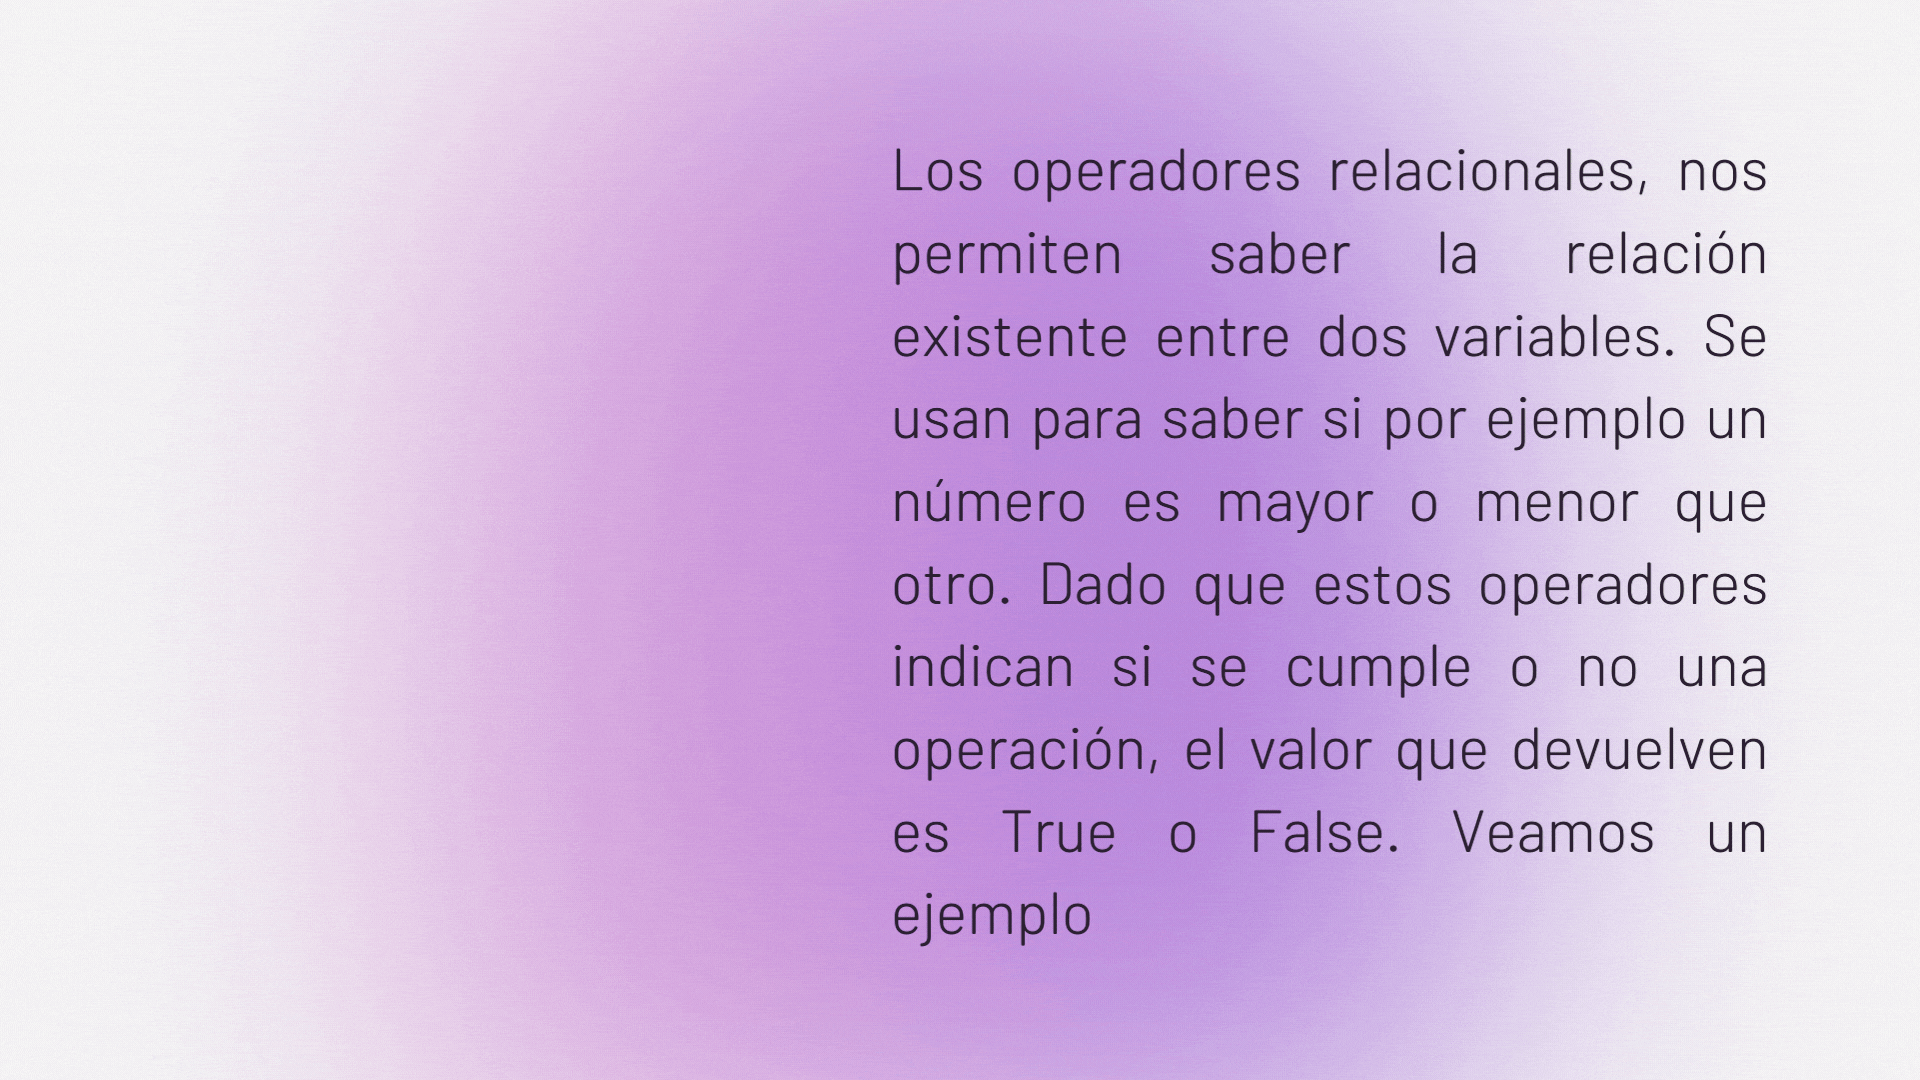 Los operadores relacionales, nos
permiten saber la relación
existente entre dos variables. Se
usan para saber si por ejemplo un
número es mayor o menor que
otro. Dado que estos operadores
indican si se cumple o no una
operación, el valor que devuelven
es True o False. Veamos un
ejemplo